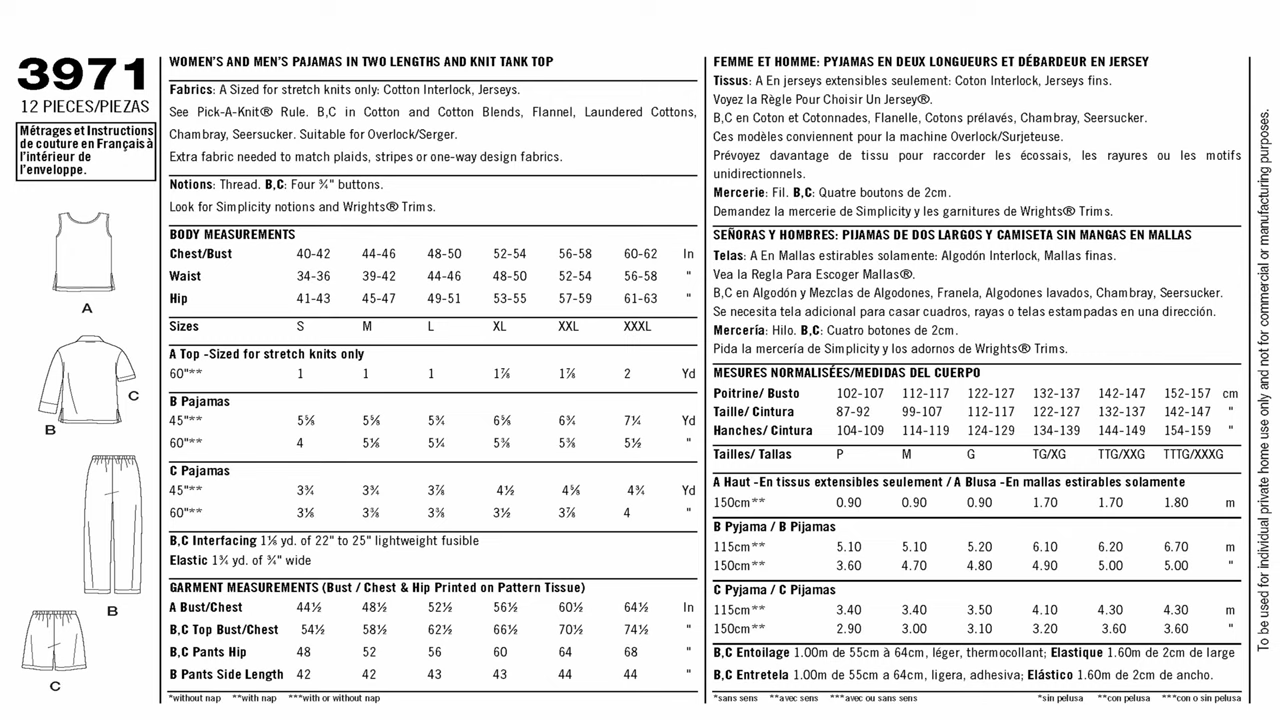 3971
12 PIECES/PIEZAS
Métrages et Instructions
de couture en Français à
l'intérieur de
l'enveloppe.
A
B
C
B
C
WOMEN'S AND MEN'S PAJAMAS IN TWO LENGTHS AND KNIT TANK TOP
Fabrics: A Sized for stretch knits only: Cotton Interlock, Jerseys.
See Pick-A-Knit® Rule. B,C in Cotton and Cotton Blends, Flannel, Laundered Cottons,
Chambray, Seersucker. Suitable for Overlock/Serger.
Extra fabric needed to match plaids, stripes or one-way design fabrics.
Notions: Thread. B,C: Four ¾" buttons.
Look for Simplicity notions and Wrights® Trims.
BODY MEASUREMENTS
Chest/Bust 40-42 44-46 48-50 52-54 56-58 60-62 In
Waist 34-36 39-42 44-46 48-50 52-54 56-58 "
Hip 41-43 45-47 49-51 53-55 57-59 61-63 "
Sizes S M L XL XXL XXXL
A Top -Sized for stretch knits only
60"** 1 1 1 1⅞ 1⅞ 2 Yd
B Pajamas
45"** 5⅝ 5⅝ 5¾ 6⅝ 6¾ 7¼ Yd
60"** 4 5⅛ 5¼ 5⅜ 5⅜ 5½ "
C Pajamas
45"** 3¾ 3¾ 3⅞ 4½ 4⅝ 4¾ Yd
60"** 3⅛ 3⅜ 3⅜ 3½ 3⅞ 4 "
B,C Interfacing 1⅛ yd. of 22" to 25" lightweight fusible
Elastic 1¾ yd. of ¾" wide
GARMENT MEASUREMENTS (Bust / Chest & Hip Printed on Pattern Tissue)
A Bust/Chest 44½ 48½ 52½ 56½ 60½ 64½ In
B,C Top Bust/Chest 54½ 58½ 62½ 66½ 70½ 74½ "
B,C Pants Hip 48 52 56 60 64 68 "
B Pants Side Length 42 42 43 43 44 44 "
*without nap **with nap ***with or without nap
FEMME ET HOMME: PYJAMAS EN DEUX LONGUEURS ET DÉBARDEUR EN JERSEY
Tissus: A En jerseys extensibles seulement: Coton Interlock, Jerseys fins.
Voyez la Règle Pour Choisir Un Jersey®.
B,C en Coton et Cotonnades, Flanelle, Cotons prélavés, Chambray, Seersucker.
Ces modèles conviennent pour la machine Overlock/Surjeteuse.
Prévoyez davantage de tissu pour raccorder les écossais, les rayures ou les motifs
unidirectionnels.
Mercerie: Fil. B,C: Quatre boutons de 2cm.
Demandez la mercerie de Simplicity y les garnitures de Wrights® Trims.
SEÑORAS Y HOMBRES: PIJAMAS DE DOS LARGOS Y CAMISETA SIN MANGAS EN MALLAS
Telas: A En Mallas estirables solamente: Algodón Interlock, Mallas finas.
Vea la Regla Para Escoger Mallas®.
B,C en Algodón y Mezclas de Algodones, Franela, Algodones lavados, Chambray, Seersucker.
Se necesita tela adicional para casar cuadros, rayas o telas estampadas en una dirección.
Mercería: Hilo. B,C: Cuatro botones de 2cm.
Pida la mercería de Simplicity y los adornos de Wrights® Trims.
MESURES NORMALISÉES/MEDIDAS DEL CUERPO
Poitrine/ Busto 102-107 112-117 122-127 132-137 142-147 152-157 cm
Taille/ Cintura 87-92 99-107 112-117 122-127 132-137 142-147 "
Hanches/ Cintura 104-109 114-119 124-129 134-139 144-149 154-159 "
Tailles/ Tallas P M G TG/XG TTG/XXG TTTG/XXXG
A Haut -En tissus extensibles seulement / A Blusa -En mallas estirables solamente
150cm** 0.90 0.90 0.90 1.70 1.70 1.80 m
B Pyjama / B Pijamas
115cm** 5.10 5.10 5.20 6.10 6.20 6.70 m
150cm** 3.60 4.70 4.80 4.90 5.00 5.00 "
C Pyjama / C Pijamas
115cm** 3.40 3.40 3.50 4.10 4.30 4.30 m
150cm** 2.90 3.00 3.10 3.20 3.60 3.60 "
B,C Entoilage 1.00m de 55cm à 64cm, léger, thermocollant; Elastique 1.60m de 2cm de large
B,C Entretela 1.00m de 55cm a 64cm, ligera, adhesiva; Elástico 1.60m de 2cm de ancho.
*sans sens **avec sens ***avec ou sans sens *sin pelusa **con pelusa ***con o sin pelusa
To be used for individual private home use only and not for commercial or manufacturing purposes.